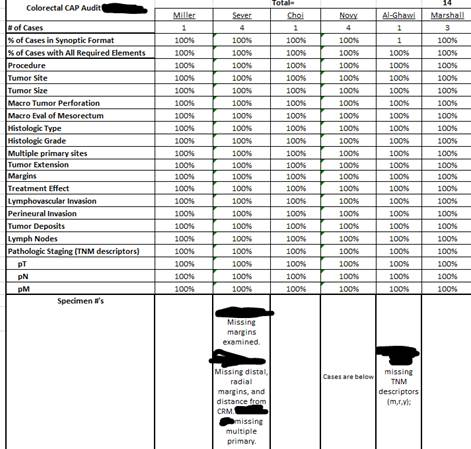 Colorectal CAP Audit Total= 14
Miller Sever Choi Novy Al-Ghawi Marshall
# of Cases 1 4 1 4 1 3
% of Cases in Synoptic Format 100% 100% 100% 100% 1 100%
% of Cases with All Required Elements 100% 100% 100% 100% 100% 100%
Procedure 100% 100% 100% 100% 100% 100%
Tumor Site 100% 100% 100% 100% 100% 100%
Tumor Size 100% 100% 100% 100% 100% 100%
Macro Tumor Perforation 100% 100% 100% 100% 100% 100%
Macro Eval of Mesorectum 100% 100% 100% 100% 100% 100%
Histologic Type 100% 100% 100% 100% 100% 100%
Histologic Grade 100% 100% 100% 100% 100% 100%
Multiple primary sites 100% 100% 100% 100% 100% 100%
Tumor Extension 100% 100% 100% 100% 100% 100%
Margins 100% 100% 100% 100% 100% 100%
Treatment Effect 100% 100% 100% 100% 100% 100%
Lymphovascular Invasion 100% 100% 100% 100% 100% 100%
Perineural Invasion 100% 100% 100% 100% 100% 100%
Tumor Deposits 100% 100% 100% 100% 100% 100%
Lymph Nodes 100% 100% 100% 100% 100% 100%
Pathologic Staging (TNM descriptors) 100% 100% 100% 100% 100% 100%
pT 100% 100% 100% 100% 100% 100%
pN 100% 100% 100% 100% 100% 100%
pM 100% 100% 100% 100% 100% 100%
Specimen #'s
Missing
margins
examined.
Missing distal,
radial
margins, and
distance from
CRM.
missing
multiple
primary.
Cases are below
missing
TNM
descriptors
(m,r,y);